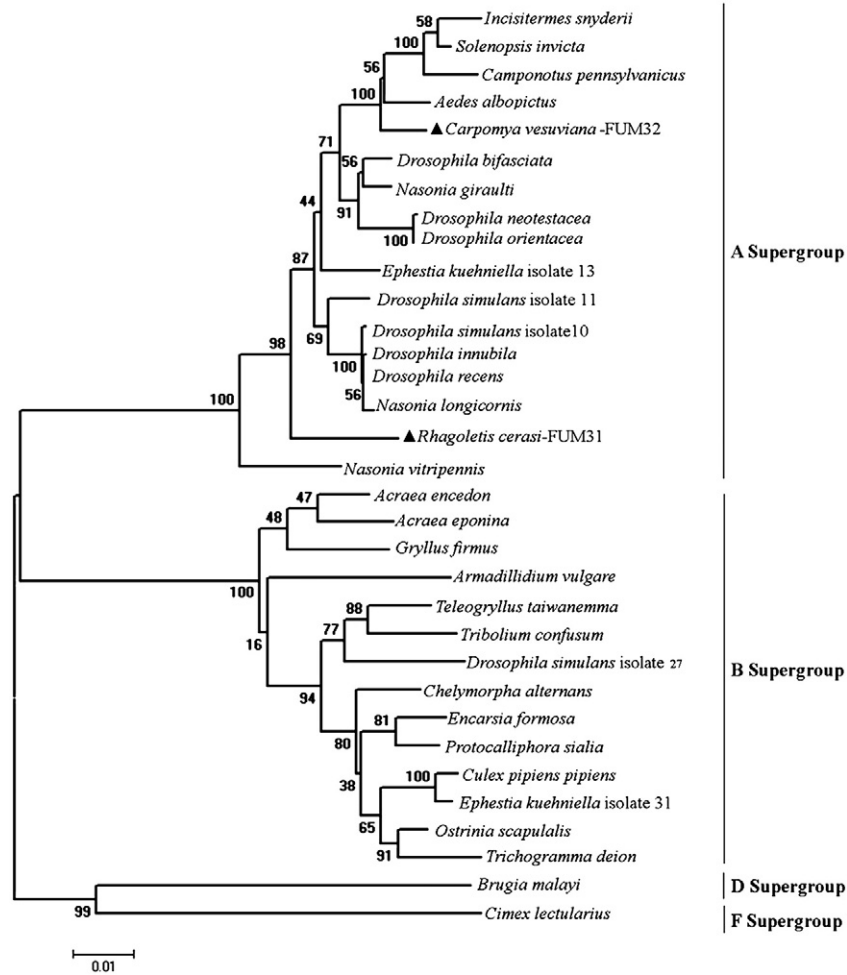 58
Incisitermes snyderii
Solenopsis invicta
100
Camponotus pennsylvanicus
56
Aedes albopictus
100
▲Carpomya vesuviana -FUM32
71
56
Drosophila bifasciata
Nasonia giraulti
44
91
Drosophila neotestacea
100
Drosophila orientacea
87
Ephestia kuehniella isolate 13
Drosophila simulans isolate 11
69
Drosophila simulans isolate10
98
Drosophila innubila
100
Drosophila recens
56
Nasonia longicornis
100
▲Rhagoletis cerasi-FUM31
Nasonia vitripennis
A Supergroup
47
Acraea encedon
48
Acraea eponina
Gryllus firmus
100
Armadillidium vulgare
88
Teleogryllus taiwanemma
77
Tribolium confusum
16
Drosophila simulans isolate 27
94
Chelymorpha alternans
81
Encarsia formosa
80
Protocalliphora sialia
100
Culex pipiens pipiens
38
Ephestia kuehniella isolate 31
65
Ostrinia scapulalis
91
Trichogramma deion
B Supergroup
Brugia malayi
D Supergroup
99
Cimex lectularius
F Supergroup
0.01